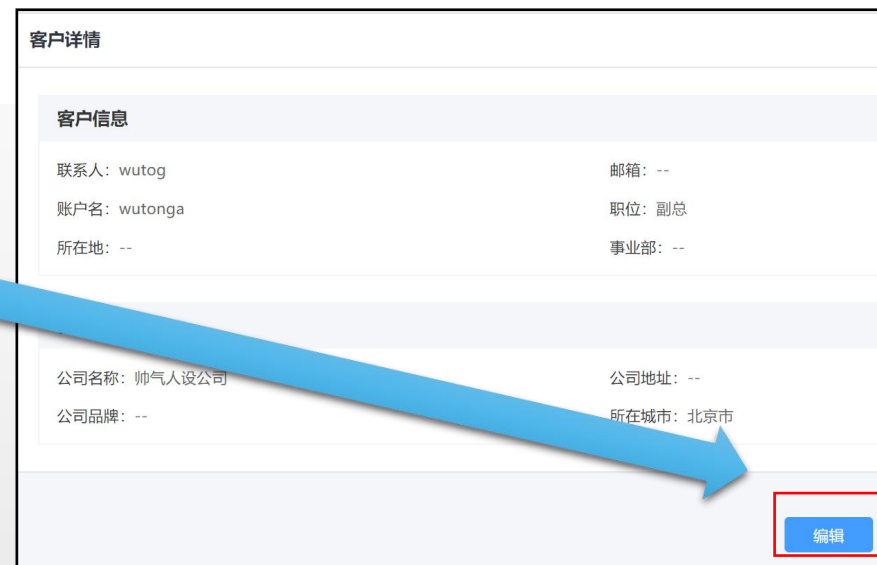 客户详情
客户信息
联系人：wutog
邮箱：--
账户名：wutonga
职位：副总
所在地：--
事业部：--
公司名称：帅气人设公司
公司地址：--
公司品牌：--
所在城市：北京市
编辑